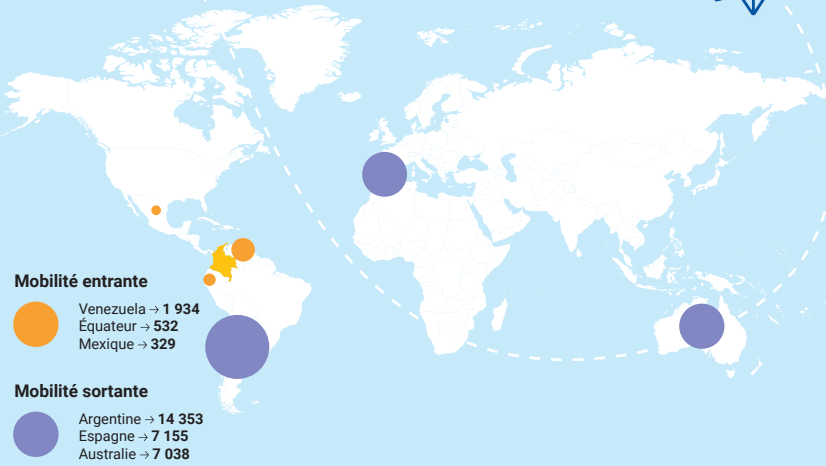 Mobilité entrante
Venezuela → 1 934
Équateur → 532
Mexique → 329
Mobilité sortante
Argentine → 14 353
Espagne → 7 155
Australie → 7 038